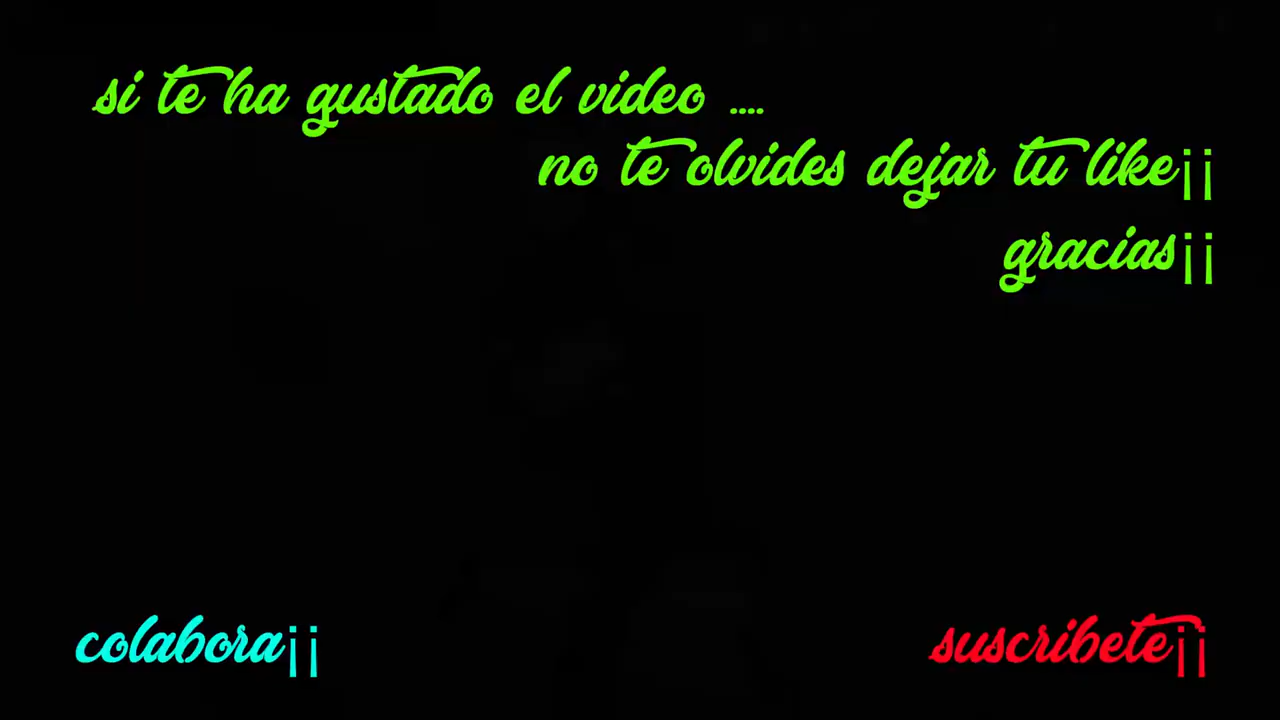 si te ha gustado el video ....
no te olvides dejar tu like¡¡
gracias¡¡
colabora¡¡
suscribete¡¡